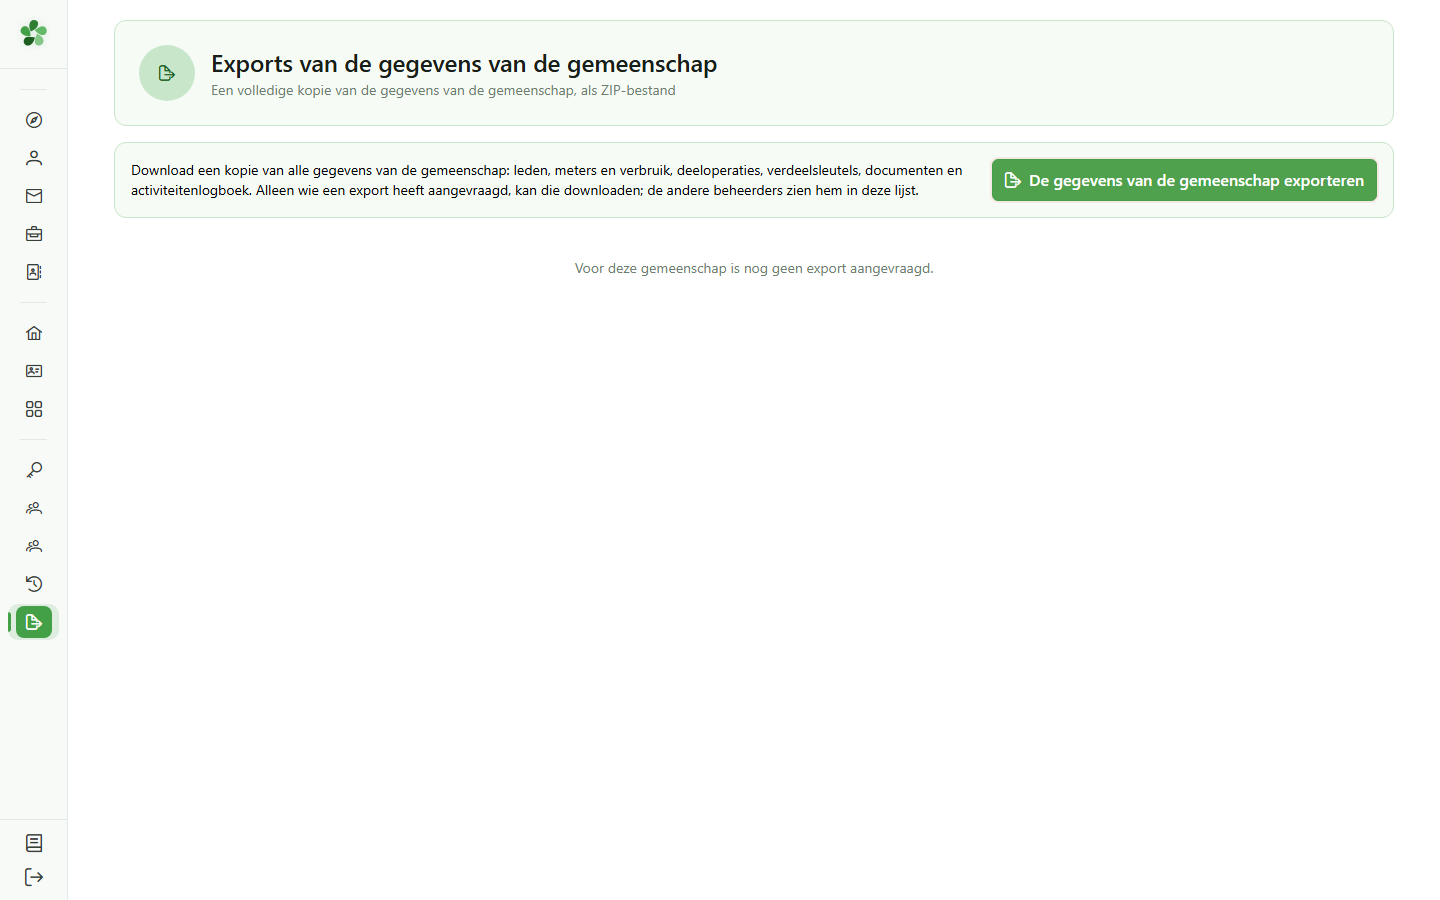 Exports van de gegevens van de gemeenschap
Een volledige kopie van de gegevens van de gemeenschap, als ZIP-bestand
Download een kopie van alle gegevens van de gemeenschap: leden, meters en verbruik, deeloperaties, verdeelsleutels, documenten en
activiteitenlogboek. Alleen wie een export heeft aangevraagd, kan die downloaden; de andere beheerders zien hem in deze lijst.
De gegevens van de gemeenschap exporteren
Voor deze gemeenschap is nog geen export aangevraagd.